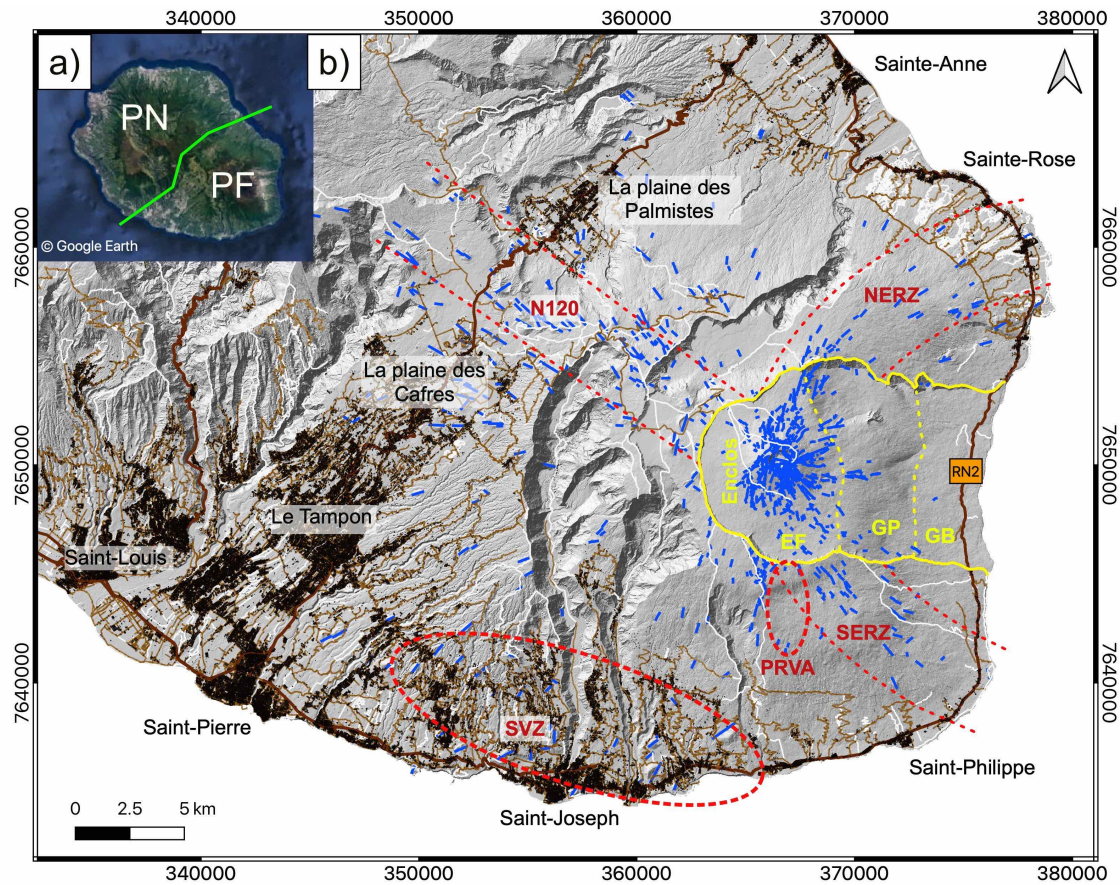 340000
350000
360000
370000
380000
a)
b)
PN
PF
© Google Earth
Sainte-Anne
Sainte-Rose
La plaine des
Palmistes
7660000
7660000
NERZ
N120
La plaine des
Cafres
Enclos
7650000
7650000
RN2
Le Tampon
GP
GB
EF
Saint-Louis
SERZ
PRVA
7640000
7640000
SVZ
Saint-Pierre
Saint-Philippe
0
2.5
5 km
Saint-Joseph
340000
350000
360000
370000
380000